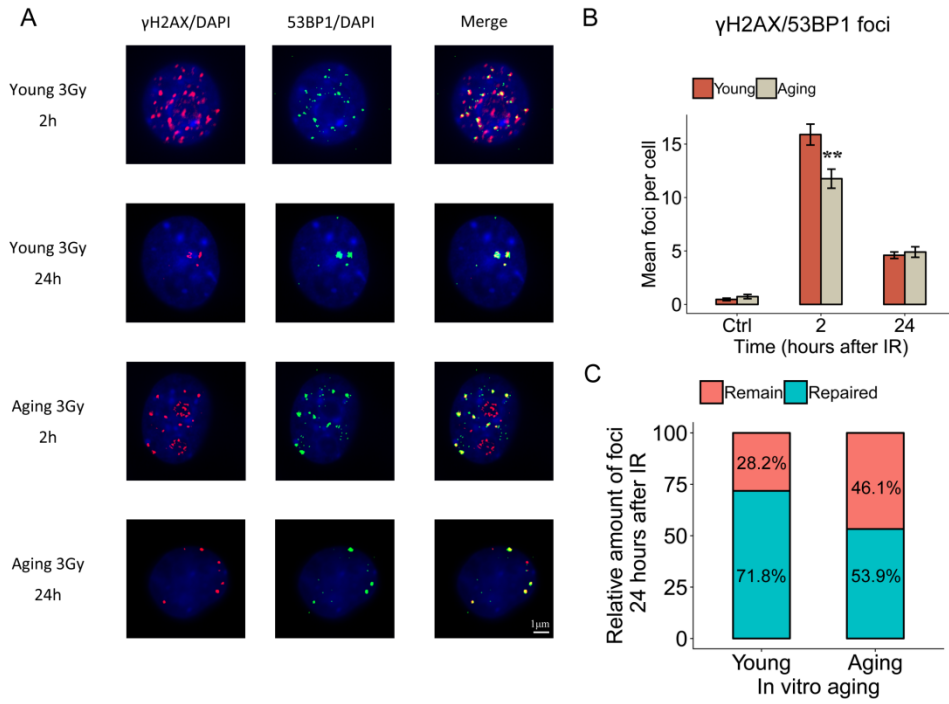 A
γH2AX/DAPI
53BP1/DAPI
Merge
Young 3Gy
2h
Young 3Gy
24h
Aging 3Gy
2h
Aging 3Gy
24h
1μm
B
γH2AX/53BP1 foci
Young
Aging
Mean foci per cell
15
10
5
0
**
Ctrl
2
24
Time (hours after IR)
C
Remain
Repaired
Relative amount of foci
24 hours after IR
100
75
50
25
0
28.2%
71.8%
46.1%
53.9%
Young
Aging
In vitro aging